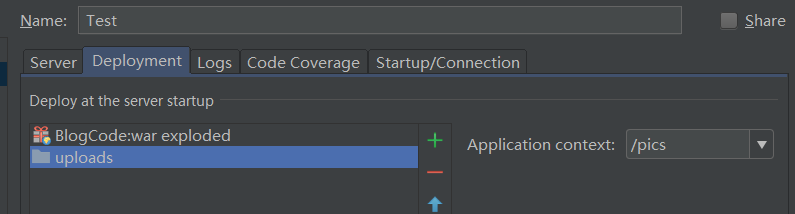 Name: Test Share
Server Deployment Logs Code Coverage Startup/Connection
Deploy at the server startup
BlogCode:war exploded
uploads
Application context: /pics